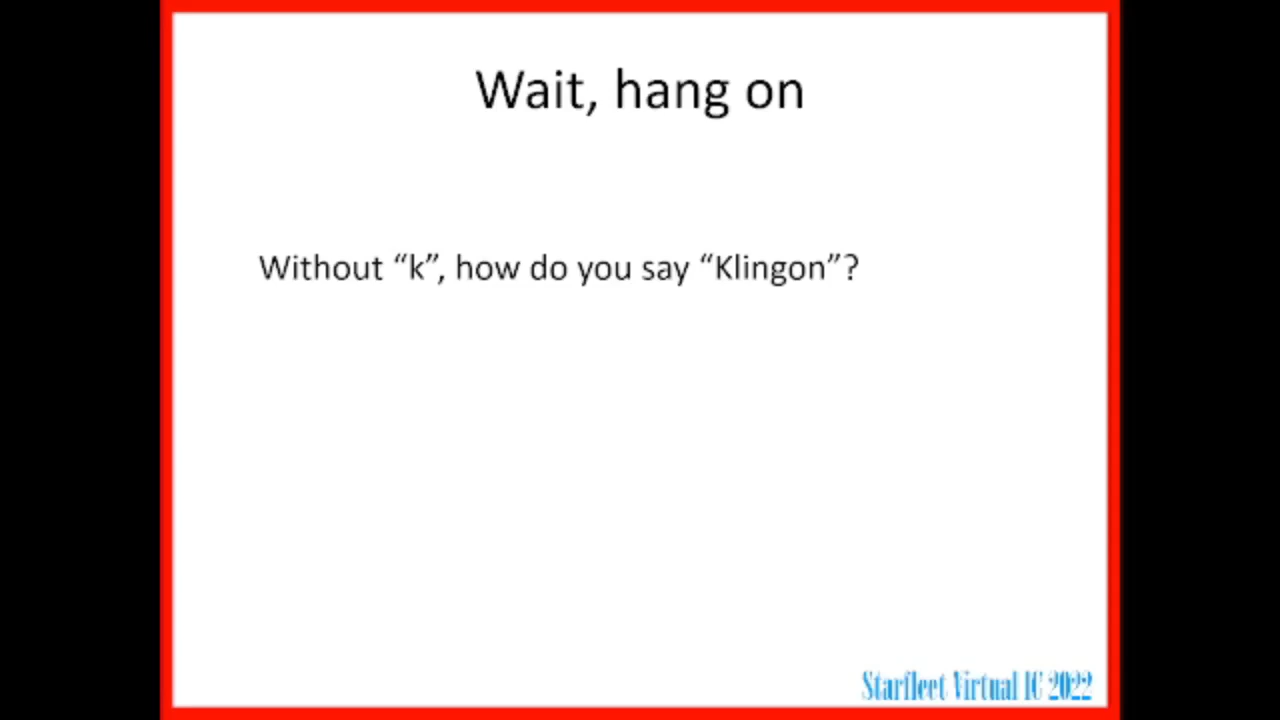 Wait, hang on
Without “k”, how do you say “Klingon”?
Starfleet Virtual IC 2022